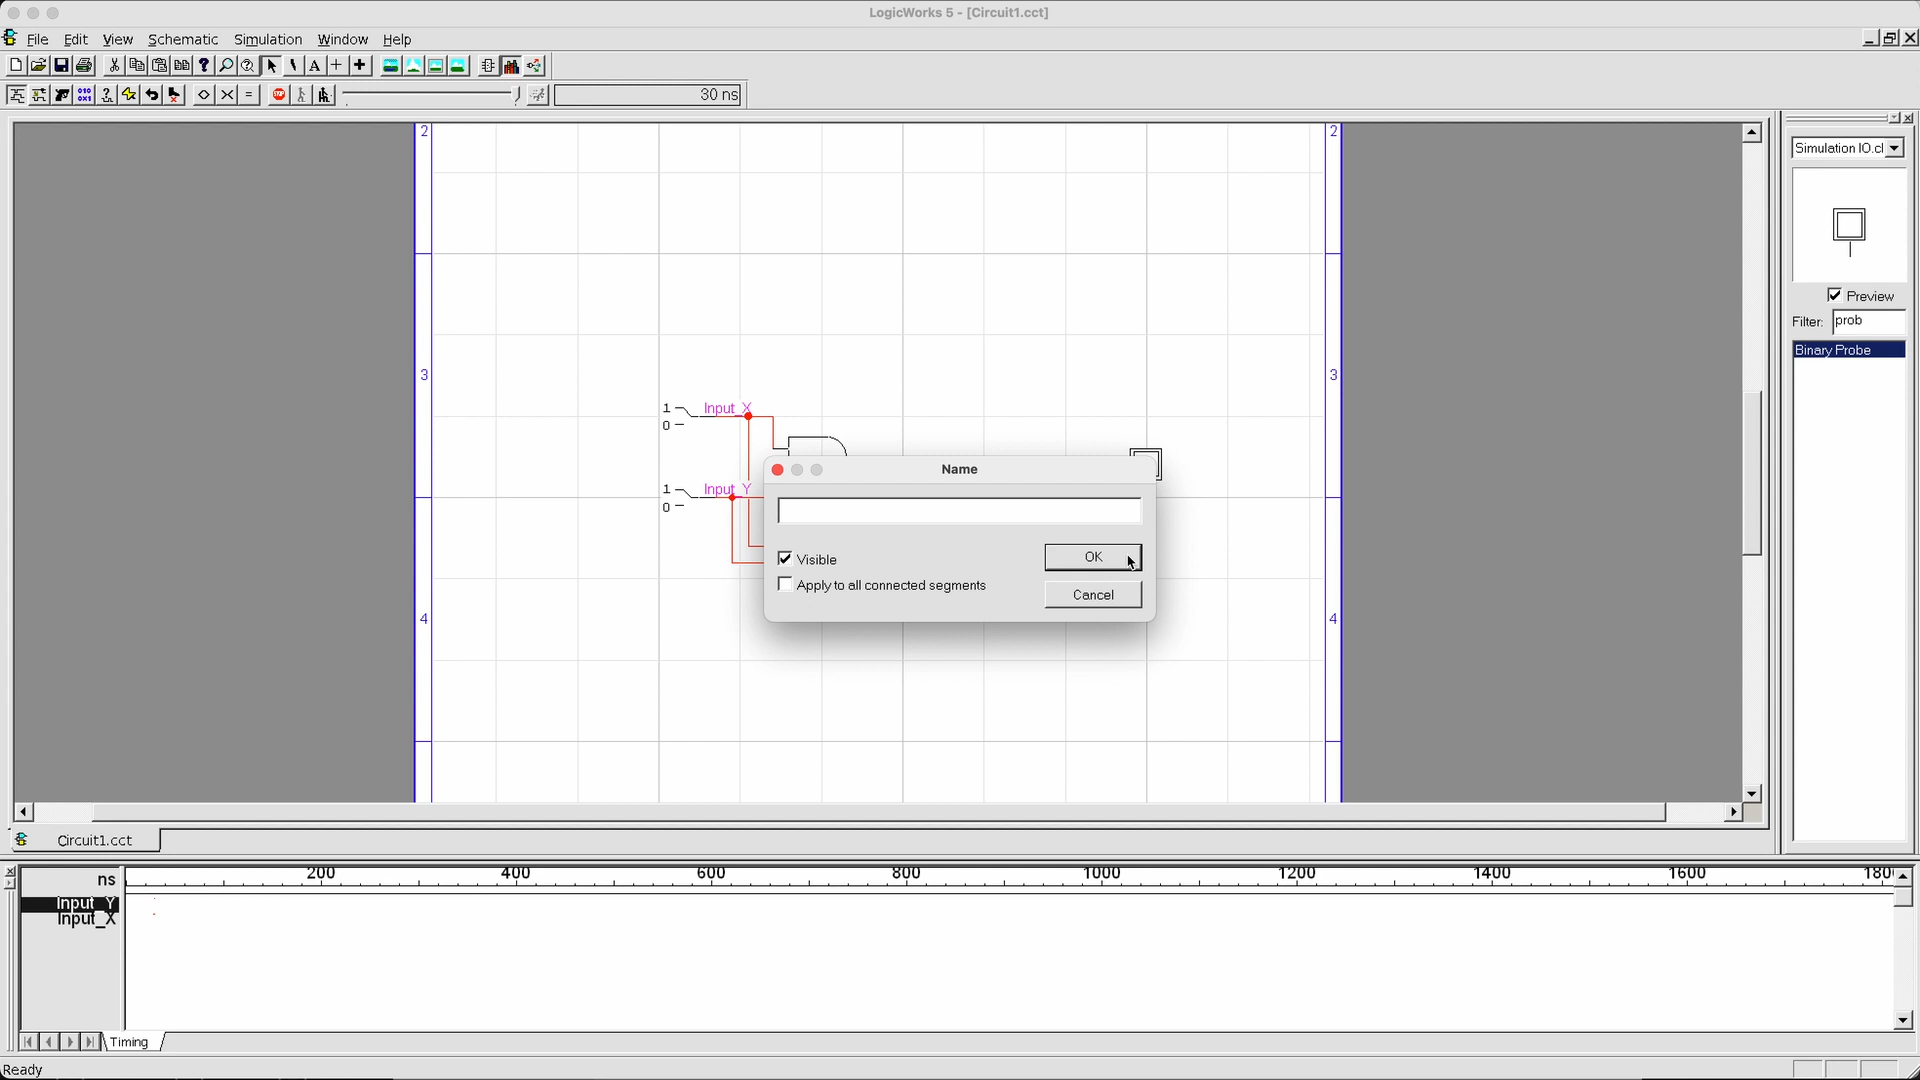 LogicWorks 5 - [Circuit1.cct]
File Edit View Schematic Simulation Window Help
30 ns
2 2
Simulation IO.cl
Preview
Filter: prob
Binary Probe
3 3
1 Input_X
0
1 Input_Y
0
Name
Visible
OK
Apply to all connected segments
Cancel
4 4
Circuit1.cct
ns 200 400 600 800 1000 1200 1400 1600
Input_Y
Input_X
Timing
Ready